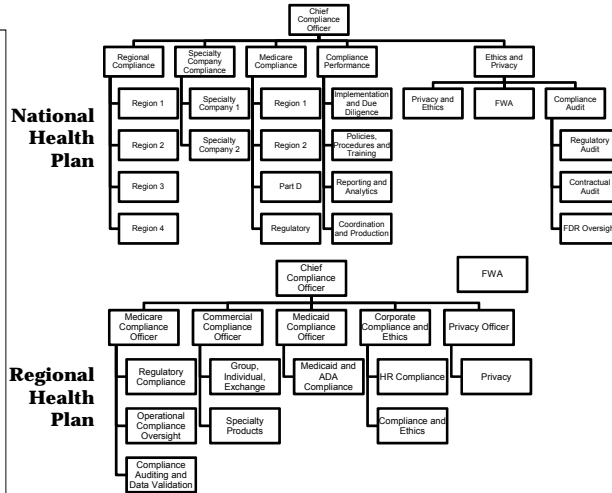 Chief
Compliance
Officer
Regional
Compliance
Specialty
Company
Compliance
Medicare
Compliance
Compliance
Performance
Ethics and
Privacy
Region 1
Specialty
Company 1
Region 1
Implementation
and Due
Diligence
Privacy and
Ethics
FWA
Compliance
Audit
National
Health
Plan
Region 2
Specialty
Company 2
Region 2
Policies,
Procedures and
Training
Regulatory
Audit
Region 3
Part D
Reporting and
Analytics
Contractual
Audit
Region 4
Regulatory
Coordination
and Production
FDR Oversight
Chief
Compliance
Officer
FWA
Medicare
Compliance
Officer
Commercial
Compliance
Officer
Medicaid
Compliance
Officer
Corporate
Compliance and
Ethics
Privacy Officer
Regional
Health
Plan
Regulatory
Compliance
Group,
Individual,
Exchange
Medicaid and
ADA
Compliance
HR Compliance
Privacy
Operational
Compliance
Oversight
Specialty
Products
Compliance and
Ethics
Compliance
Auditing and
Data Validation